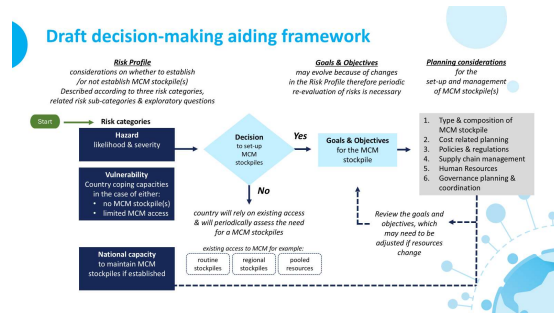 Draft decision-making aiding framework
Risk Profile
considerations on whether to establish
/or not establish MCM stockpile(s)
Described according to three risk categories,
related risk sub-categories & exploratory questions
Goals & Objectives
may evolve because of changes
in the Risk Profile therefore periodic
re-evaluation of risks is necessary
Planning considerations
for the
set-up and management
of MCM stockpile(s)
Start
Risk categories
Hazard
likelihood & severity
Vulnerability
Country coping capacities
in the case of either:
• no MCM stockpile(s)
• limited MCM access
National capacity
to maintain MCM
stockpiles if established
Decision
to set-up
MCM
stockpiles
Yes
No
country will rely on existing access
& will periodically assess the need
for a MCM stockpiles
existing access to MCM for example:
routine
stockpiles
regional
stockpiles
pooled
resources
Goals & Objectives
for the MCM
stockpile
1. Type & composition of
MCM stockpile
2. Cost related planning
3. Policies & regulations
4. Supply chain management
5. Human Resources
6. Governance planning &
coordination
Review the goals and
objectives, which
may need to be
adjusted if resources
change